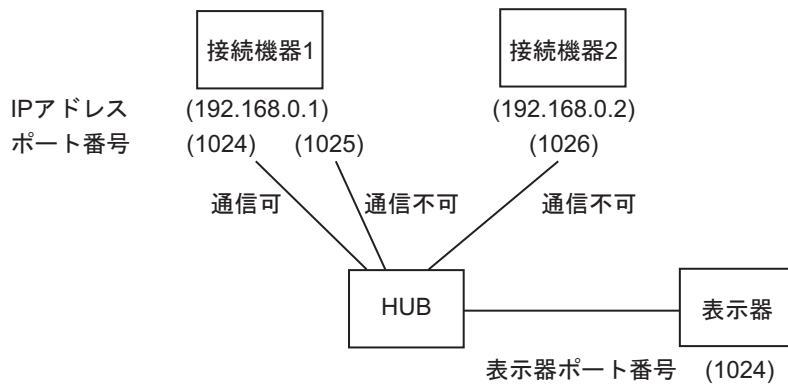 接続機器1 接続機器2
IPアドレス (192.168.0.1) (192.168.0.2)
ポート番号 (1024) (1025) (1026)
通信可 通信不可 通信不可
HUB 表示器
表示器ポート番号 (1024)